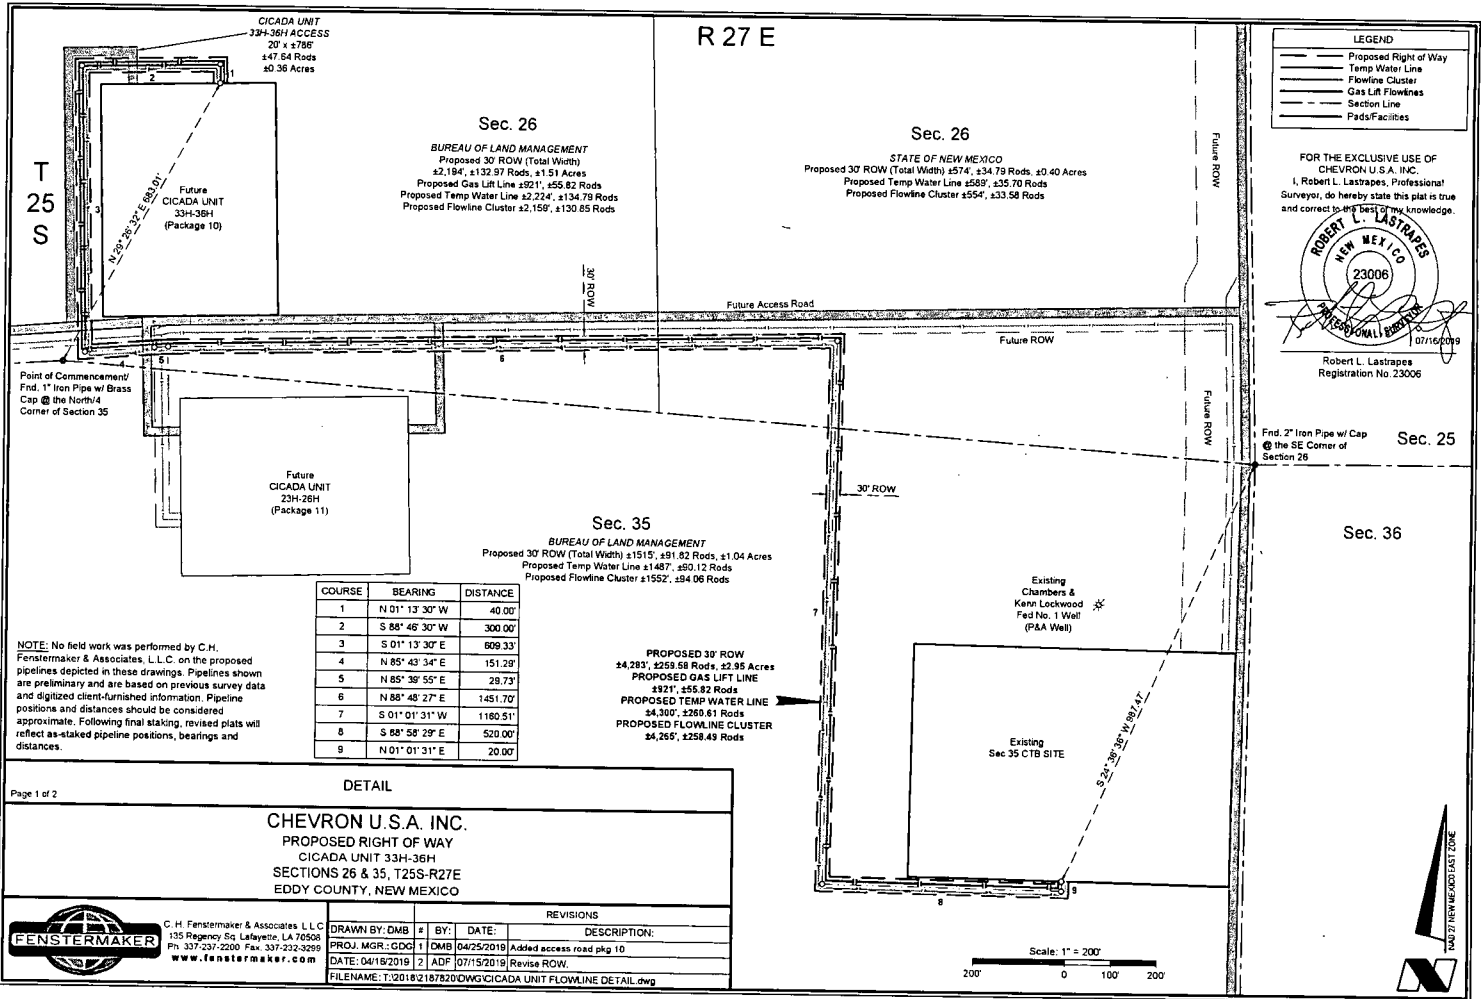 CICADA UNIT
33H-36H ACCESS
20' x ±786'
±47.64 Rods
±0.36 Acres
R 27 E
LEGEND
Proposed Right of Way
Temp Water Line
Flowline Cluster
Gas Lift Flowlines
Section Line
Pads/Facilities
T
25
S
1
2
3
N 29° 26' 32" E 683.01'
Future
CICADA UNIT
33H-36H
(Package 10)
Sec. 26
BUREAU OF LAND MANAGEMENT
Proposed 30' ROW (Total Width)
±2,194', ±132.97 Rods, ±1.51 Acres
Proposed Gas Lift Line ±921', ±55.82 Rods
Proposed Temp Water Line ±2,224', ±134.79 Rods
Proposed Flowline Cluster ±2,159', ±130.85 Rods
Sec. 26
STATE OF NEW MEXICO
Proposed 30' ROW (Total Width) ±574', ±34.79 Rods, ±0.40 Acres
Proposed Temp Water Line ±589', ±35.70 Rods
Proposed Flowline Cluster ±554', ±33.58 Rods
Future ROW
FOR THE EXCLUSIVE USE OF
CHEVRON U.S.A. INC.
I, Robert L. Lastrapes, Professional
Surveyor, do hereby state this plat is true
and correct to the best of my knowledge.
ROBERT L. LASTRAPES
NEW MEXICO
23006
PROFESSIONAL SURVEYOR
07/16/2019
Robert L. Lastrapes
Registration No. 23006
30' ROW
Future Access Road
Future ROW
4
5
6
Point of Commencement/
Fnd. 1" Iron Pipe w/ Brass
Cap @ the North/4
Corner of Section 35
Future ROW
Fnd. 2" Iron Pipe w/ Cap
@ the SE Corner of
Section 26
Sec. 25
Future
CICADA UNIT
23H-26H
(Package 11)
30' ROW
Sec. 35
BUREAU OF LAND MANAGEMENT
Proposed 30' ROW (Total Width) ±1515', ±91.82 Rods, ±1.04 Acres
Proposed Temp Water Line ±1487', ±90.12 Rods
Proposed Flowline Cluster ±1552', ±94.06 Rods
Sec. 36
COURSE BEARING DISTANCE
1 N 01° 13' 30" W 40.00'
2 S 88° 46' 30" W 300.00'
3 S 01° 13' 30" E 609.33'
4 N 85° 43' 34" E 151.29'
5 N 85° 39' 55" E 29.73'
6 N 88° 48' 27" E 1451.70'
7 S 01° 01' 31" W 1160.51'
8 S 88° 58' 29" E 520.00'
9 N 01° 01' 31" E 20.00'
7
Existing
Chambers &
Kenn Lockwood
Fed No. 1 Well
(P&A Well)
NOTE: No field work was performed by C.H.
Fenstermaker & Associates, L.L.C. on the proposed
pipelines depicted in these drawings. Pipelines shown
are preliminary and are based on previous survey data
and digitized client-furnished information. Pipeline
positions and distances should be considered
approximate. Following final staking, revised plats will
reflect as-staked pipeline positions, bearings and
distances.
PROPOSED 30' ROW
±4,283', ±259.58 Rods, ±2.95 Acres
PROPOSED GAS LIFT LINE
±921', ±55.82 Rods
PROPOSED TEMP WATER LINE
±4,300', ±260.61 Rods
PROPOSED FLOWLINE CLUSTER
±4,265', ±258.49 Rods
Existing
Sec 35 CTB SITE
S 24° 36' 36" W 987.47'
8
9
Page 1 of 2
DETAIL
CHEVRON U.S.A. INC.
PROPOSED RIGHT OF WAY
CICADA UNIT 33H-36H
SECTIONS 26 & 35, T25S-R27E
EDDY COUNTY, NEW MEXICO
FENSTERMAKER
C. H. Fenstermaker & Associates, L.L.C.
135 Regency Sq. Lafayette, LA 70508
Ph. 337-237-2200 Fax. 337-232-3299
www.fenstermaker.com
REVISIONS
DRAWN BY: DMB # BY: DATE: DESCRIPTION:
PROJ. MGR.: GDG 1 DMB 04/25/2019 Added access road pkg 10
DATE: 04/16/2019 2 ADF 07/15/2019 Revise ROW.
FILENAME: T:\2018\2187820\DWG\CICADA UNIT FLOWLINE DETAIL.dwg
Scale: 1" = 200'
200' 0 100' 200'
NAD 27 NEW MEXICO EAST ZONE